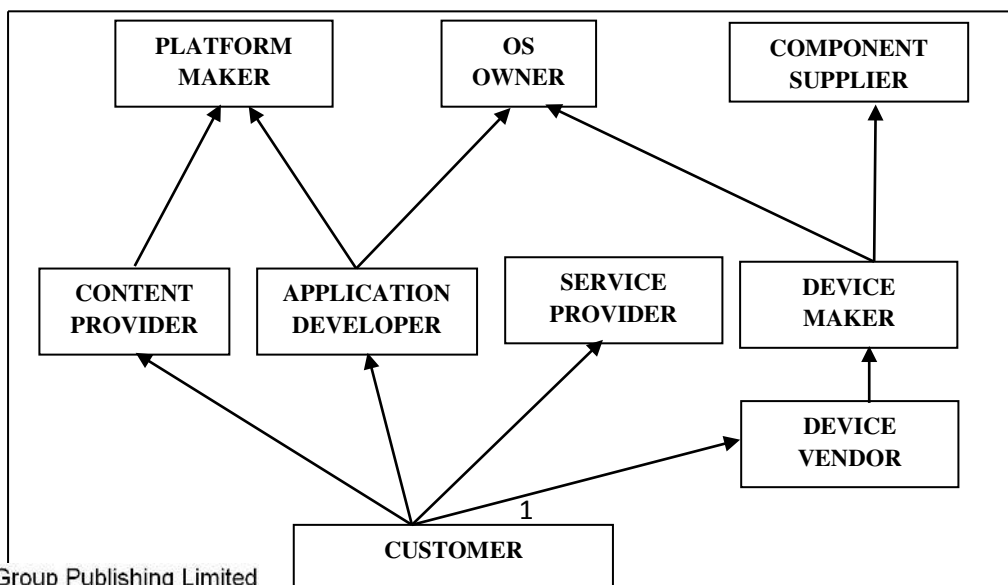 PLATFORM
MAKER
OS
OWNER
COMPONENT
SUPPLIER
CONTENT
PROVIDER
APPLICATION
DEVELOPER
SERVICE
PROVIDER
DEVICE
MAKER
DEVICE
VENDOR
1
CUSTOMER
Group Publishing Limited